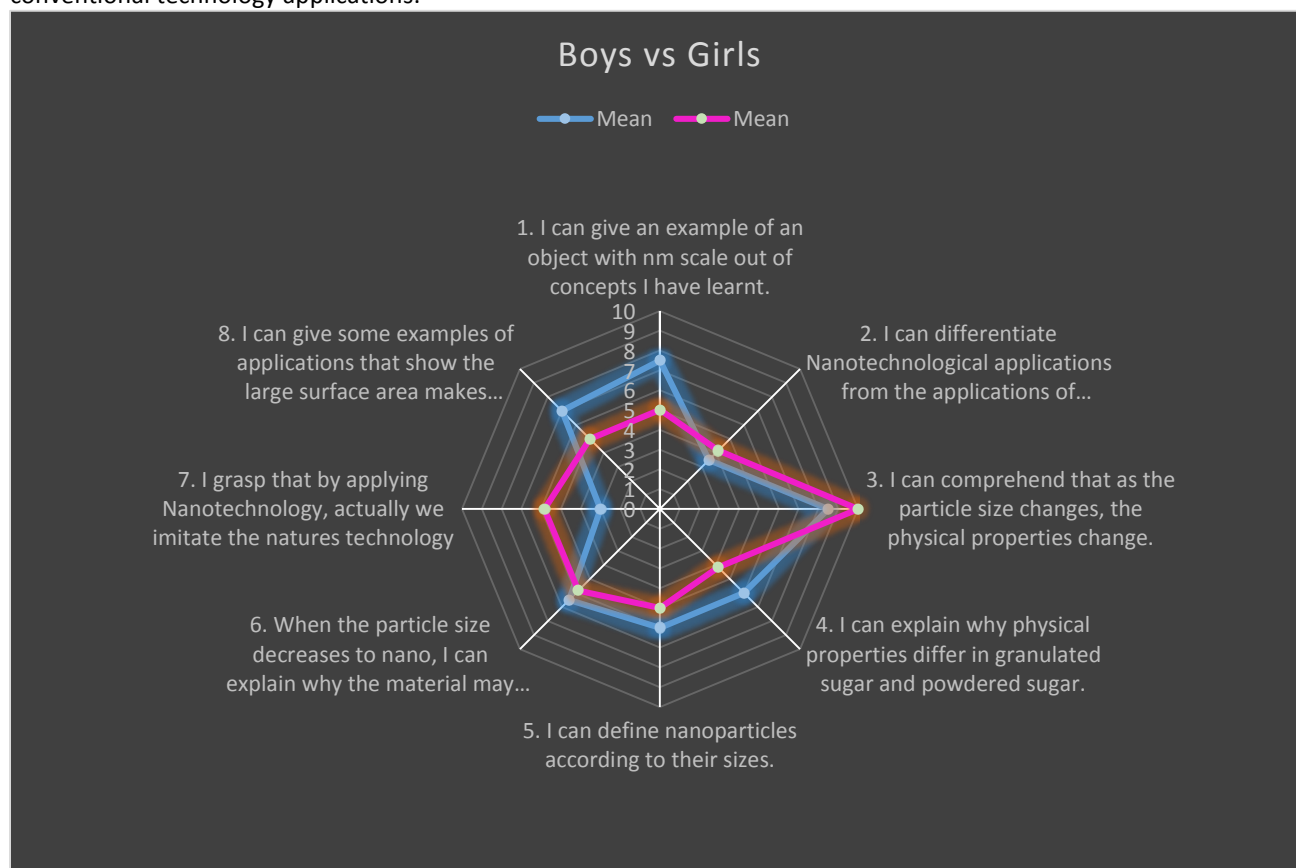 conventional technology applications.
Boys vs Girls
Mean Mean
1. I can give an example of an
object with nm scale out of
concepts I have learnt.
10
9
8
7
6
5
4
3
2
1
0
2. I can differentiate
Nanotechnological applications
from the applications of…
3. I can comprehend that as the
particle size changes, the
physical properties change.
4. I can explain why physical
properties differ in granulated
sugar and powdered sugar.
5. I can define nanoparticles
according to their sizes.
6. When the particle size
decreases to nano, I can
explain why the material may…
7. I grasp that by applying
Nanotechnology, actually we
imitate the natures technology
8. I can give some examples of
applications that show the
large surface area makes…